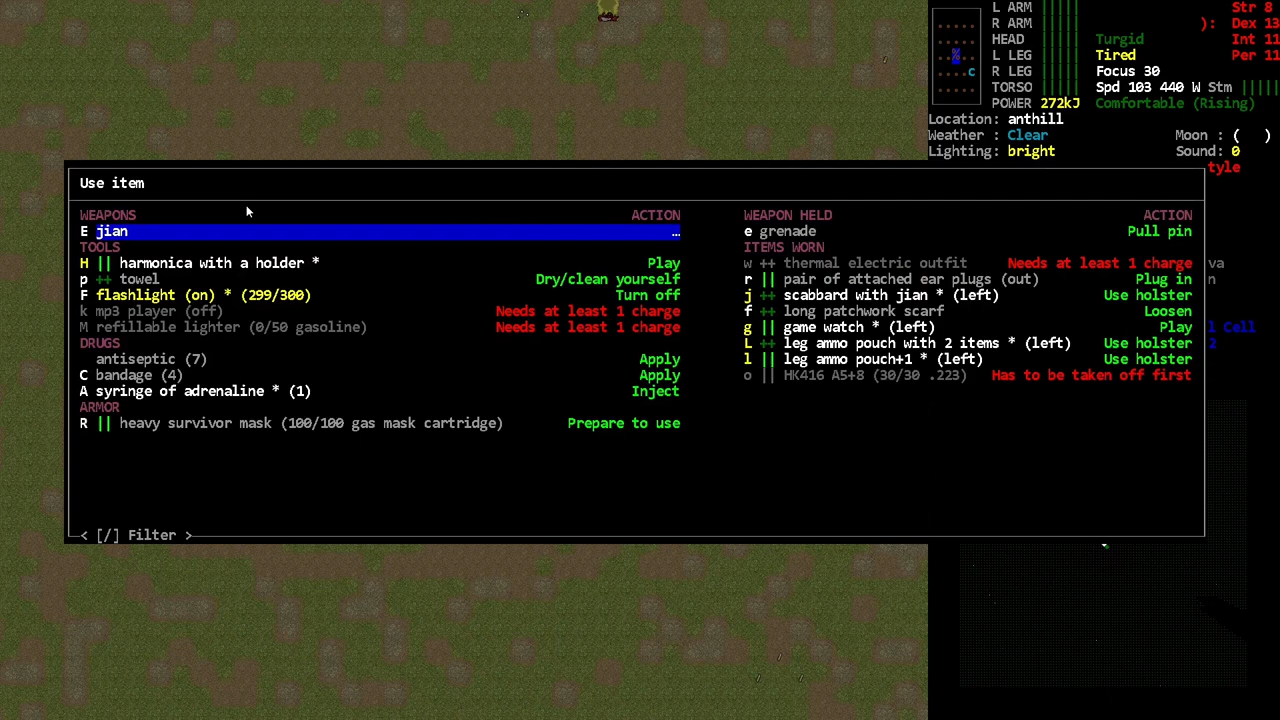 L ARM ||||| Str 8
R ARM ||||| ): Dex 13
HEAD ||||| Turgid Int 11
L LEG ||||| Tired Per 11
R LEG ||||| Focus 30
TORSO ||||| Spd 103 440 W Stm |||||
POWER 272kJ Comfortable (Rising)
Location: anthill
Weather : Clear Moon : ( )
Lighting: bright Sound: 0
tyle
Use item
WEAPONS ACTION
E jian …
TOOLS
H || harmonica with a holder * Play
p ++ towel Dry/clean yourself
F flashlight (on) * (299/300) Turn off
k mp3 player (off) Needs at least 1 charge
M refillable lighter (0/50 gasoline) Needs at least 1 charge
DRUGS
antiseptic (7) Apply
C bandage (4) Apply
A syringe of adrenaline * (1) Inject
ARMOR
R || heavy survivor mask (100/100 gas mask cartridge) Prepare to use
WEAPON HELD ACTION
e grenade Pull pin
ITEMS WORN
w ++ thermal electric outfit Needs at least 1 charge va
r || pair of attached ear plugs (out) Plug in n
j ++ scabbard with jian * (left) Use holster
f ++ long patchwork scarf Loosen
g || game watch * (left) Play l Cell
L ++ leg ammo pouch with 2 items * (left) Use holster 2
l || leg ammo pouch+1 * (left) Use holster
o || HK416 A5+8 (30/30 .223) Has to be taken off first
< [/] Filter >